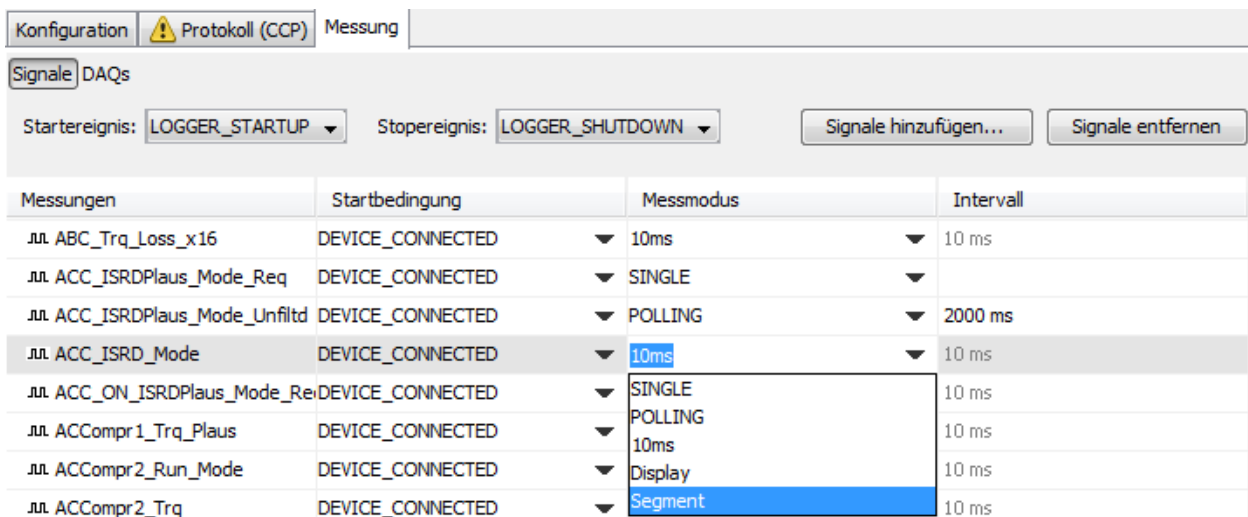 Konfiguration Protokoll (CCP) Messung
Signale DAQs
Startereignis: LOGGER_STARTUP Stopereignis: LOGGER_SHUTDOWN Signale hinzufügen... Signale entfernen
Messungen Startbedingung Messmodus Intervall
ABC_Trq_Loss_x16 DEVICE_CONNECTED 10ms 10 ms
ACC_ISRDPlaus_Mode_Req DEVICE_CONNECTED SINGLE
ACC_ISRDPlaus_Mode_Unfiltd DEVICE_CONNECTED POLLING 2000 ms
ACC_ISRD_Mode DEVICE_CONNECTED 10ms 10 ms
ACC_ON_ISRDPlaus_Mode_Re DEVICE_CONNECTED SINGLE 10 ms
POLLING
ACCompr1_Trq_Plaus DEVICE_CONNECTED 10ms 10 ms
ACCompr2_Run_Mode DEVICE_CONNECTED Display 10 ms
ACCompr2_Trq DEVICE_CONNECTED Segment 10 ms